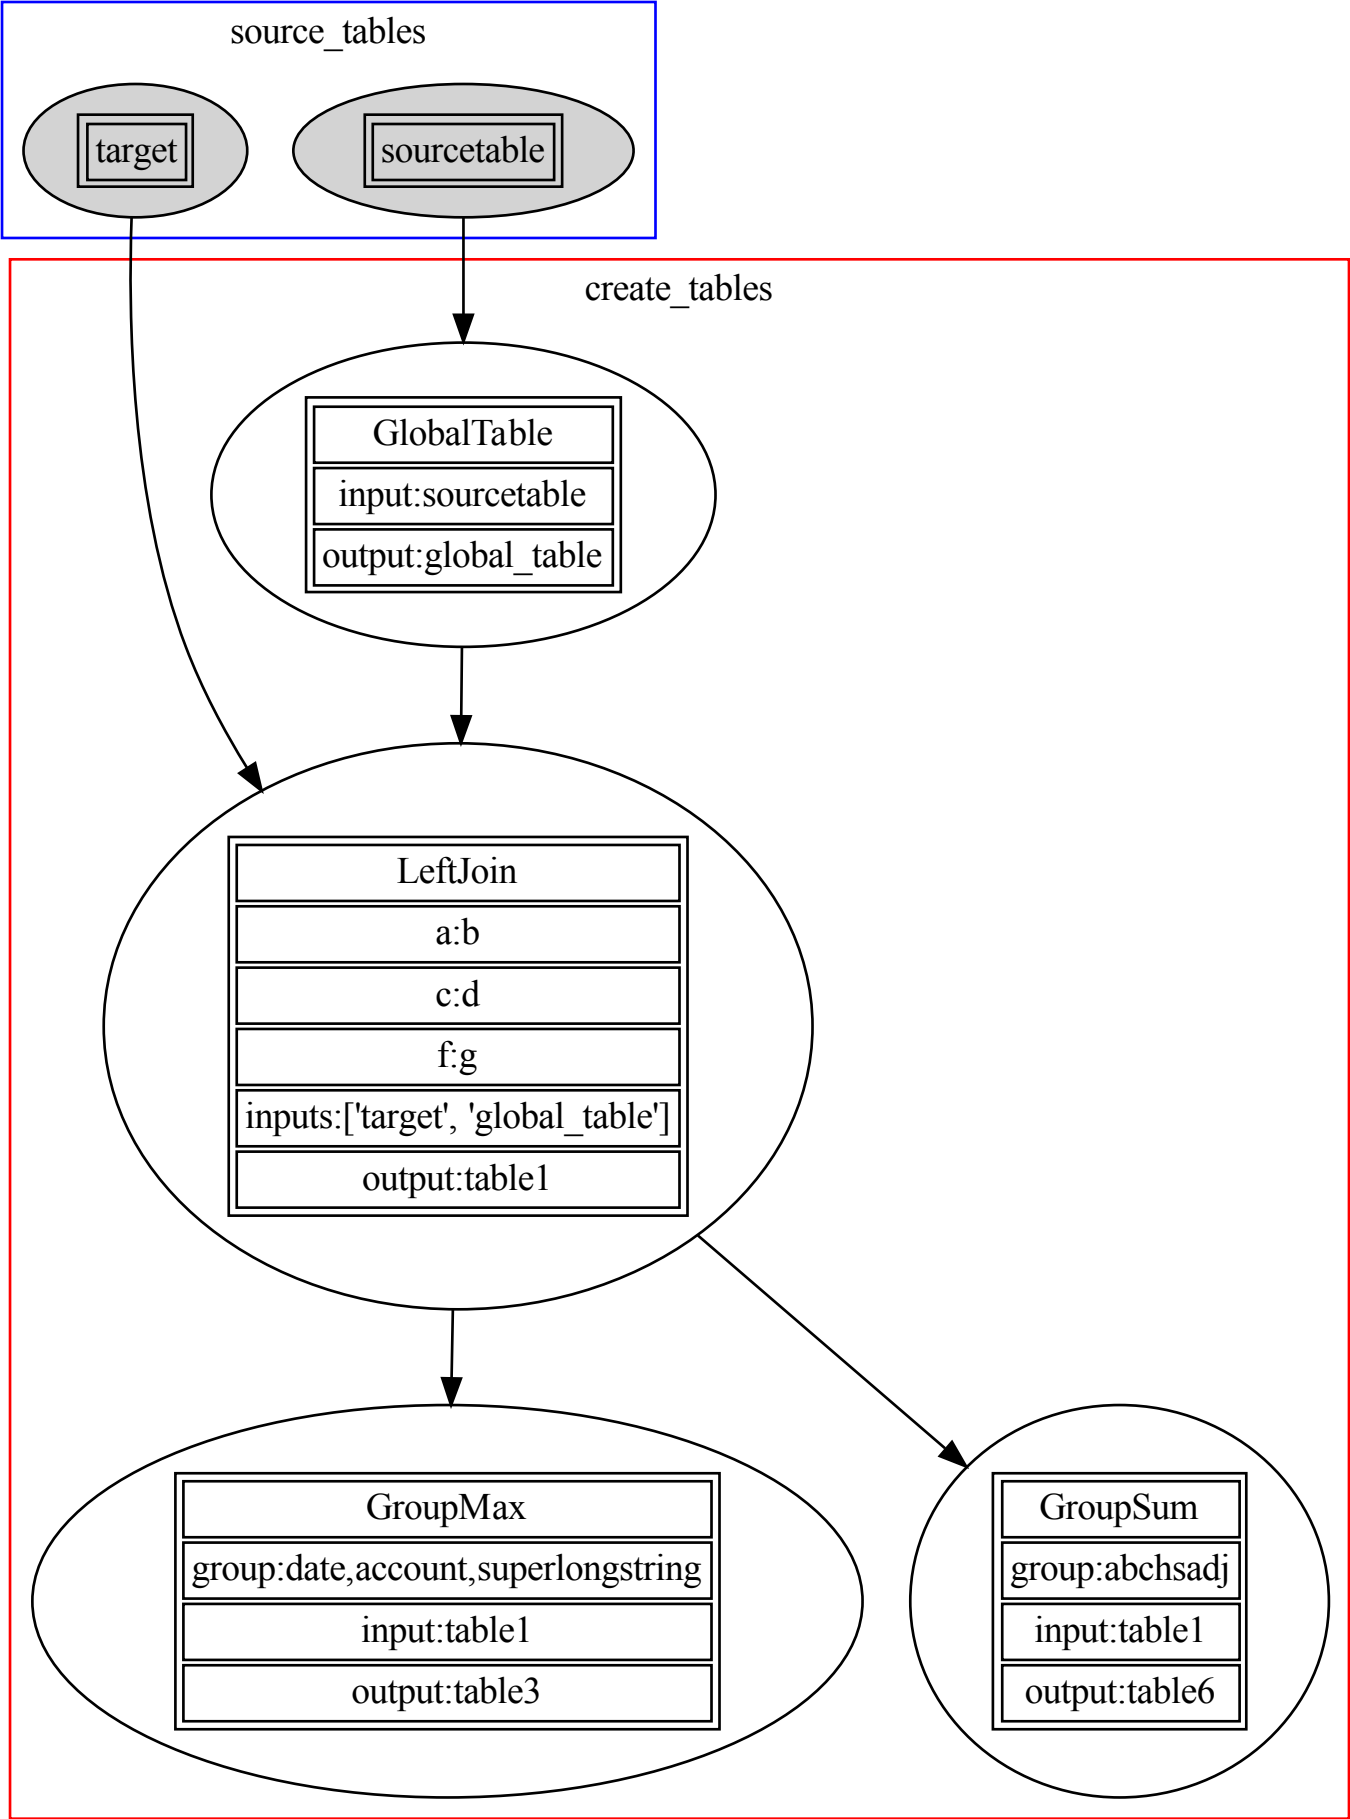 source_tables
target
sourcetable
create_tables
GlobalTable
input:sourcetable
output:global_table
LeftJoin
a:b
c:d
f:g
inputs:['target', 'global_table']
output:table1
GroupMax
group:date,account,superlongstring
input:table1
output:table3
GroupSum
group:abchsadj
input:table1
output:table6